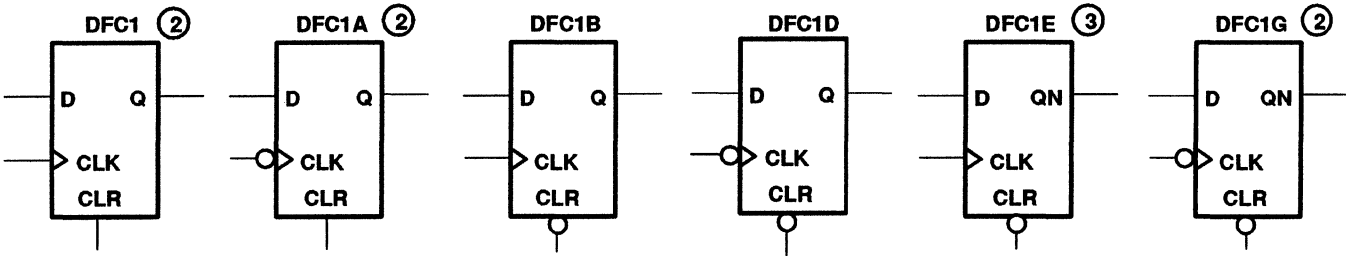 DFC1 2 DFC1A 2 DFC1B DFC1D DFC1E 3 DFC1G 2
D Q D Q D Q D Q D QN D QN
CLK CLK CLK CLK CLK CLK
CLR CLR CLR CLR CLR CLR